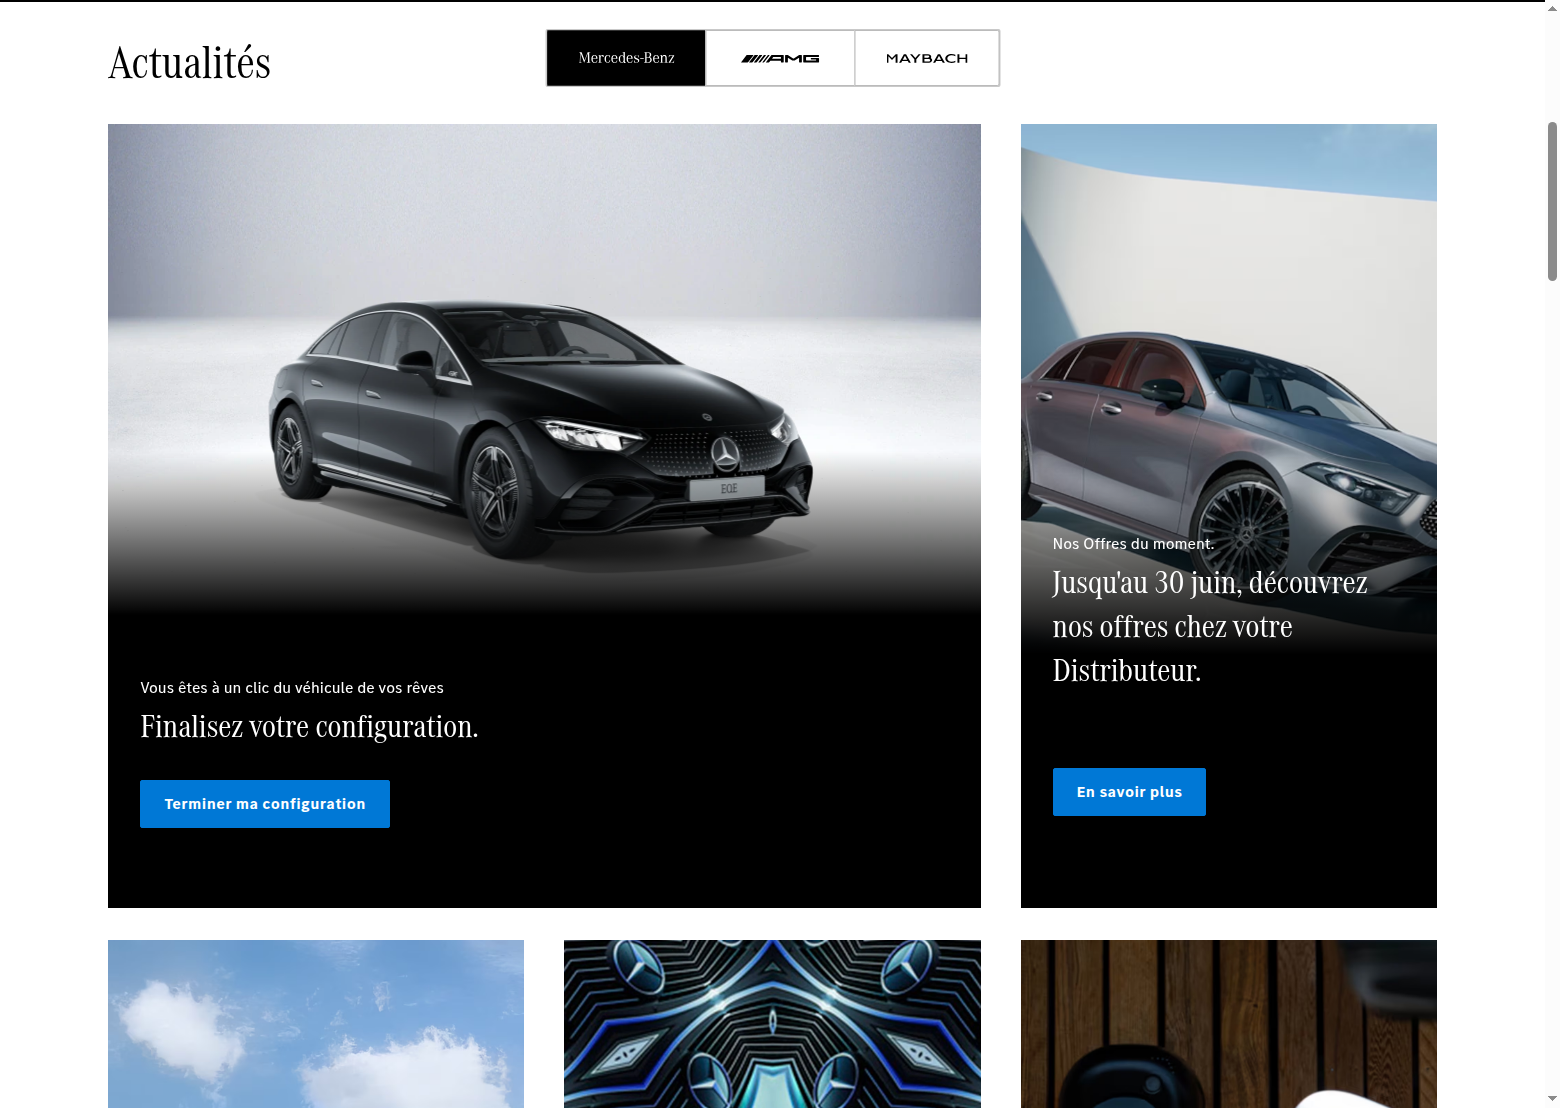 Actualités
Mercedes-Benz
AMG
MAYBACH
EQE
Vous êtes à un clic du véhicule de vos rêves
Finalisez votre configuration.
Terminer ma configuration
Nos Offres du moment.
Jusqu'au 30 juin, découvrez
nos offres chez votre
Distributeur.
En savoir plus